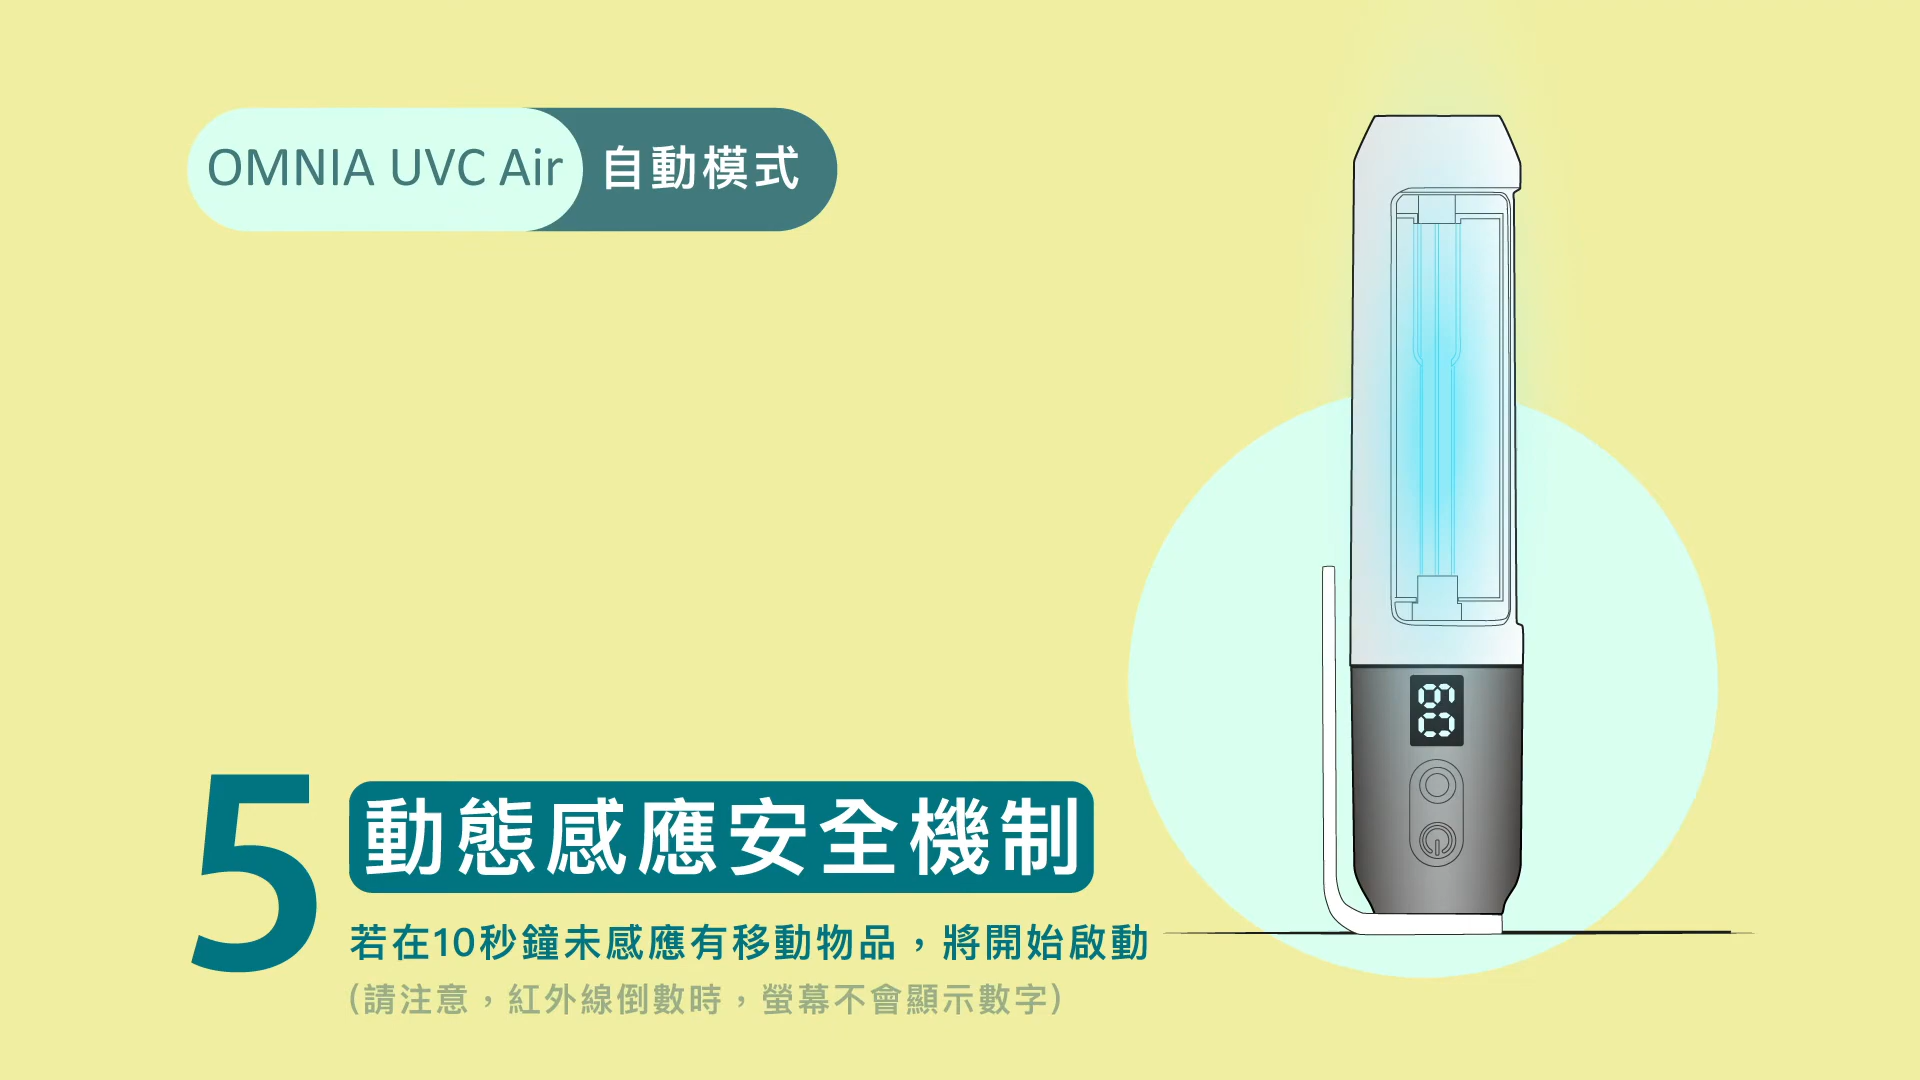 OMNIA UVC Air 自動模式
5 動態感應安全機制
若在10秒鐘未感應有移動物品，將開始啟動
(請注意，紅外線倒數時，螢幕不會顯示數字)